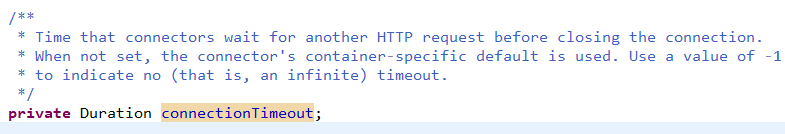 /**
* Time that connectors wait for another HTTP request before closing the connection.
* When not set, the connector's container-specific default is used. Use a value of -1
* to indicate no (that is, an infinite) timeout.
*/
private Duration connectionTimeout;